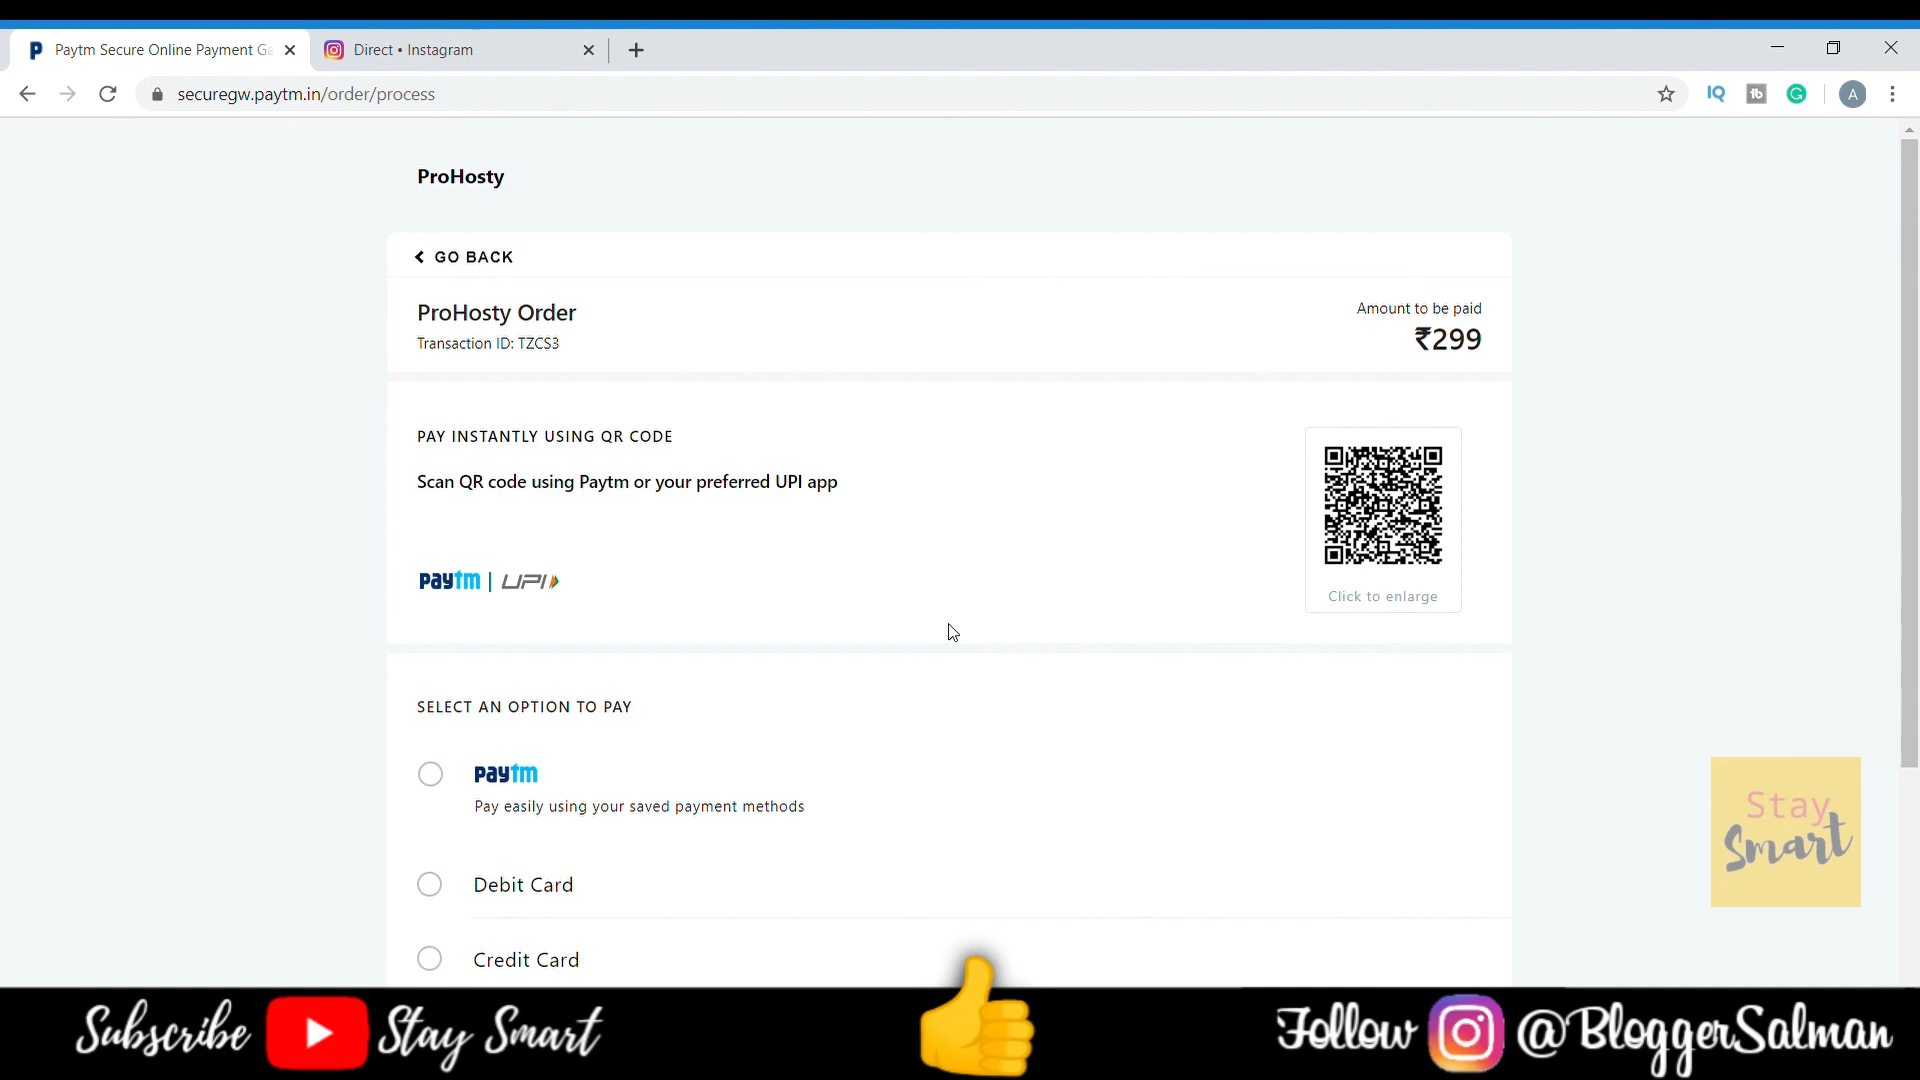 Paytm Secure Online Payment Ga
Direct • Instagram
securegw.paytm.in/order/process
IQ
tb
G
A
ProHosty
GO BACK
ProHosty Order
Transaction ID: TZCS3
Amount to be paid
₹299
PAY INSTANTLY USING QR CODE
Scan QR code using Paytm or your preferred UPI app
paytm | UPI
Click to enlarge
SELECT AN OPTION TO PAY
paytm
Pay easily using your saved payment methods
Debit Card
Credit Card
Stay
Smart
Subscribe Stay Smart
Follow @BloggerSalman